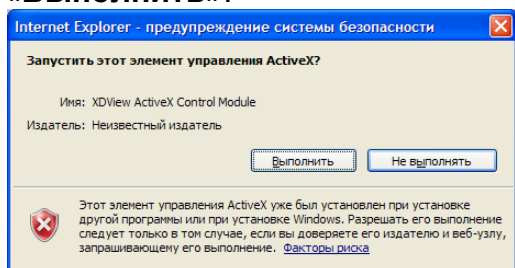 «Выполнить».
Internet Explorer - предупреждение системы безопасности
Запустить этот элемент управления ActiveX?
Имя: XDView ActiveX Control Module
Издатель: Неизвестный издатель
Выполнить Не выполнять
Этот элемент управления ActiveX уже был установлен при установке
другой программы или при установке Windows. Разрешать его выполнение
следует только в том случае, если вы доверяете его издателю и веб-узлу,
запрашивающему его выполнение. Факторы риска